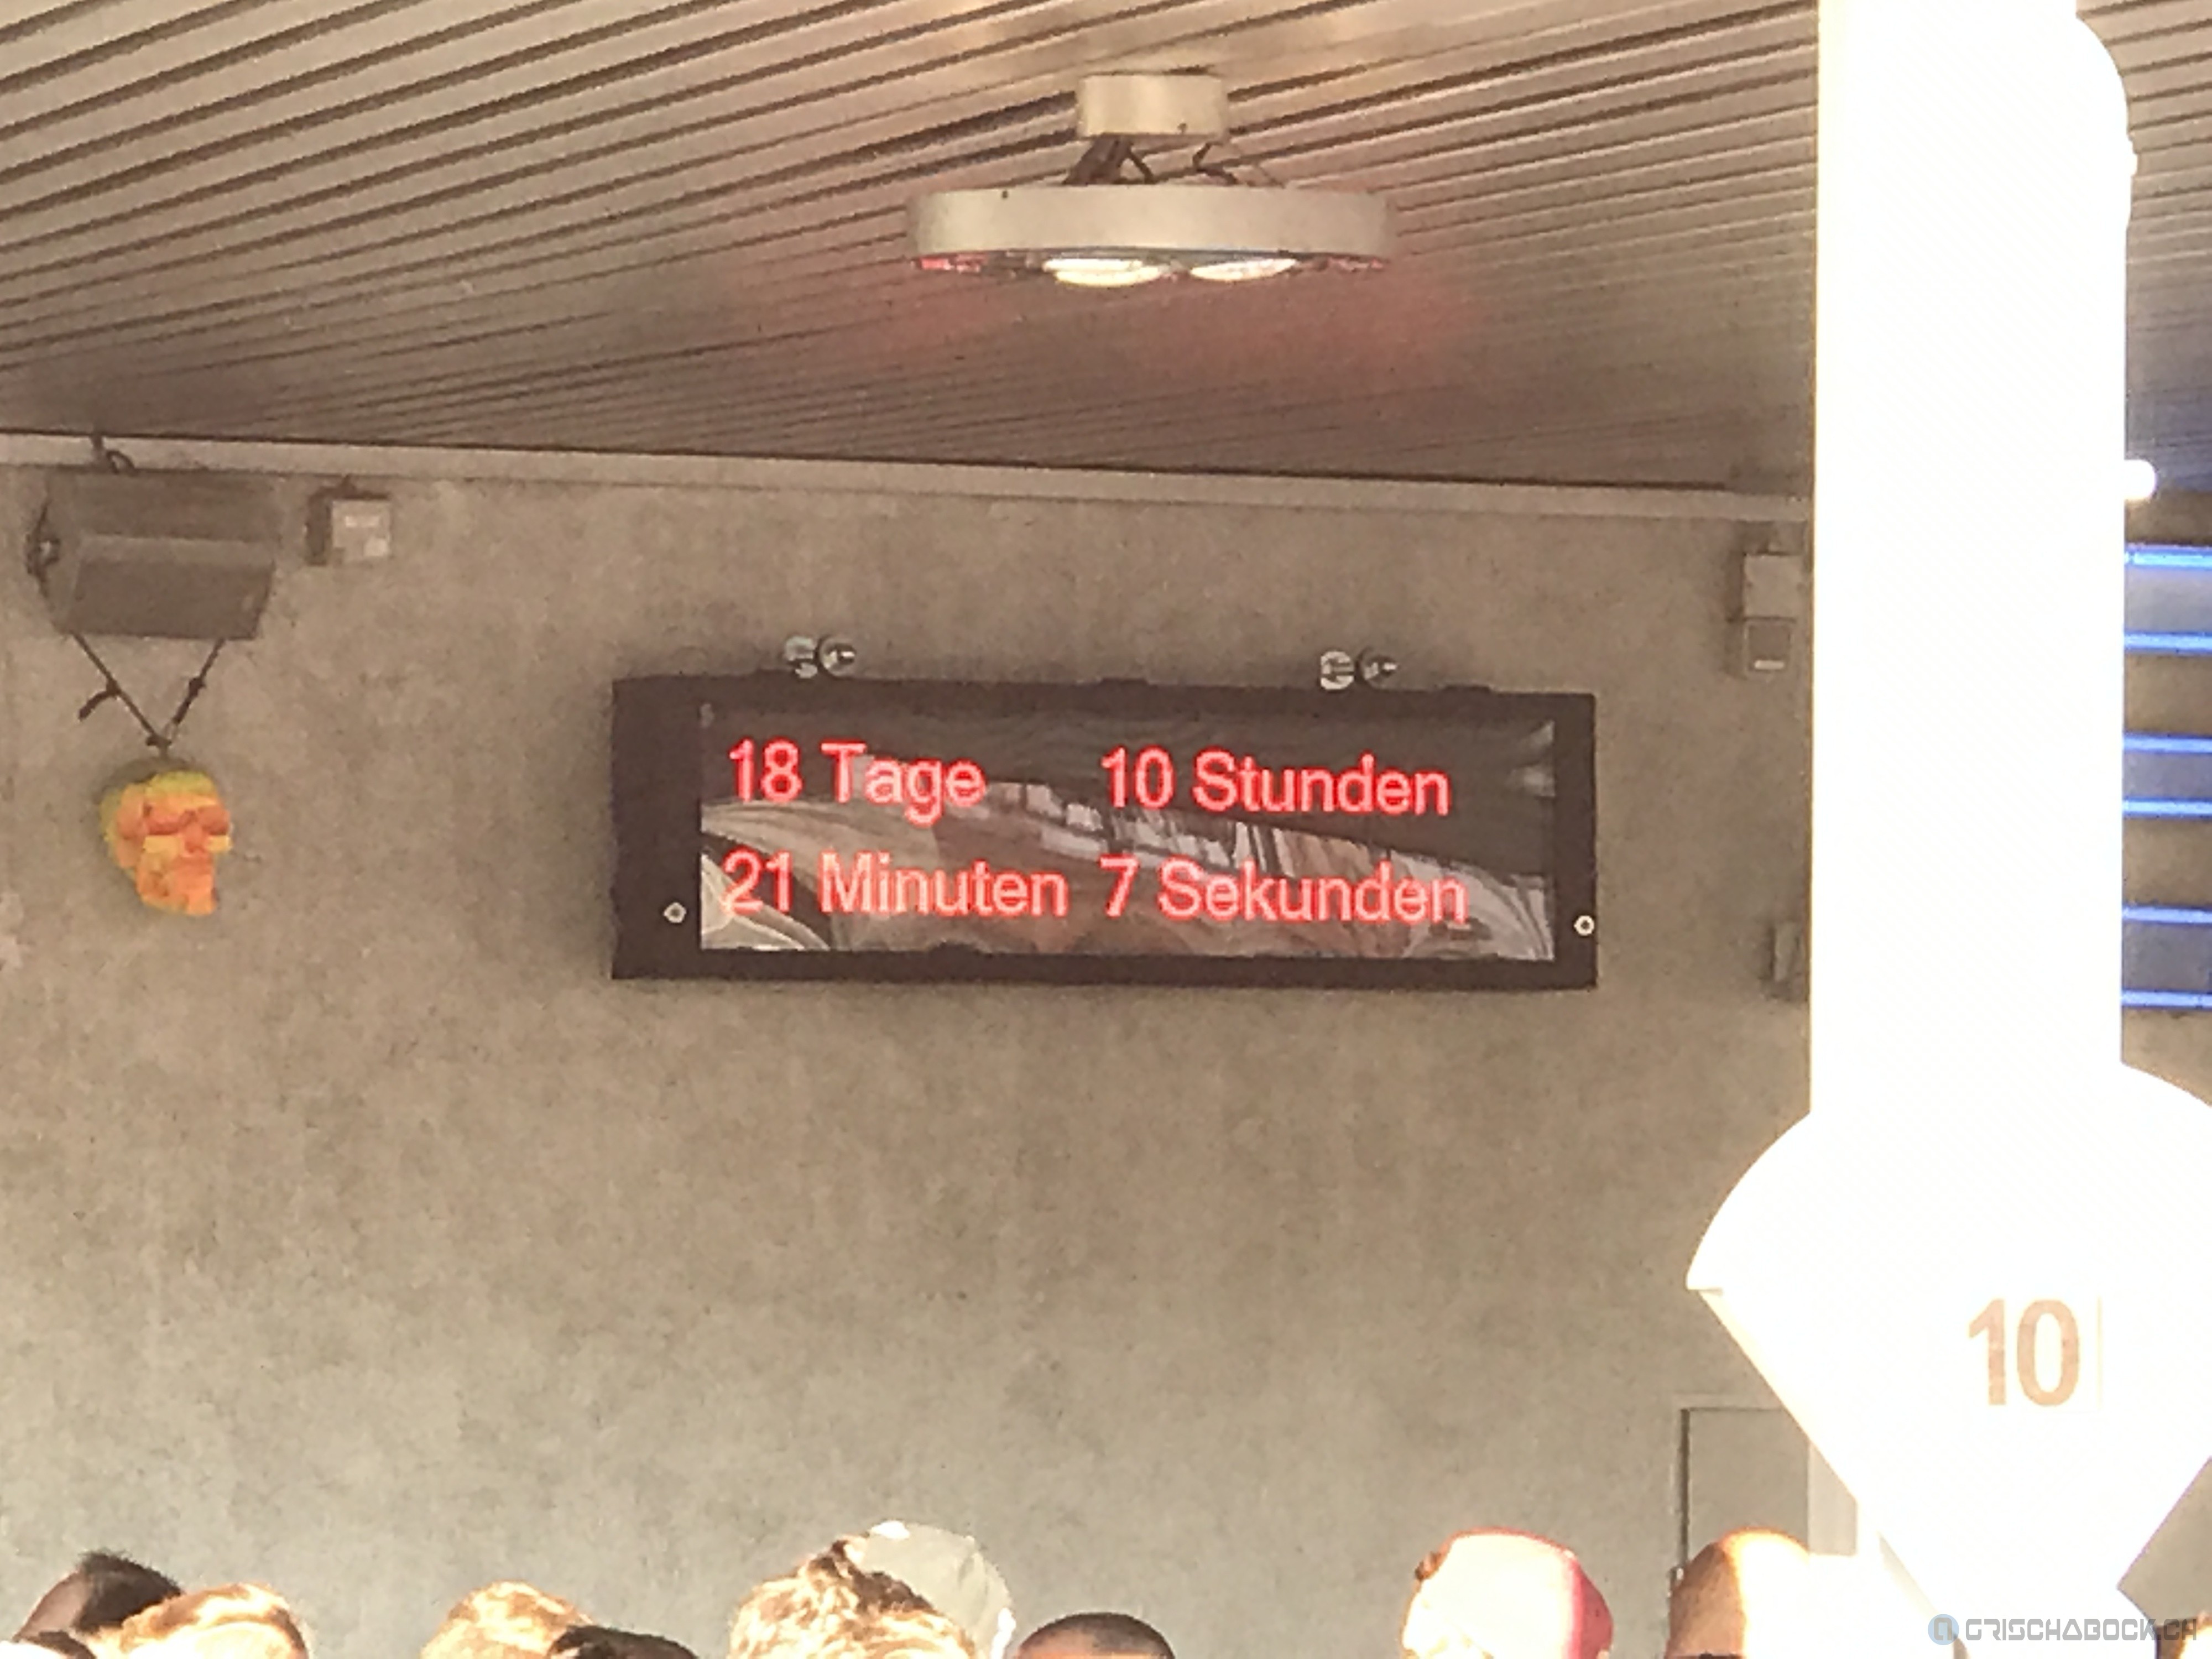 18 Tage 10 Stunden
21 Minuten 7 Sekunden
10
GRISCHABOCK.CH